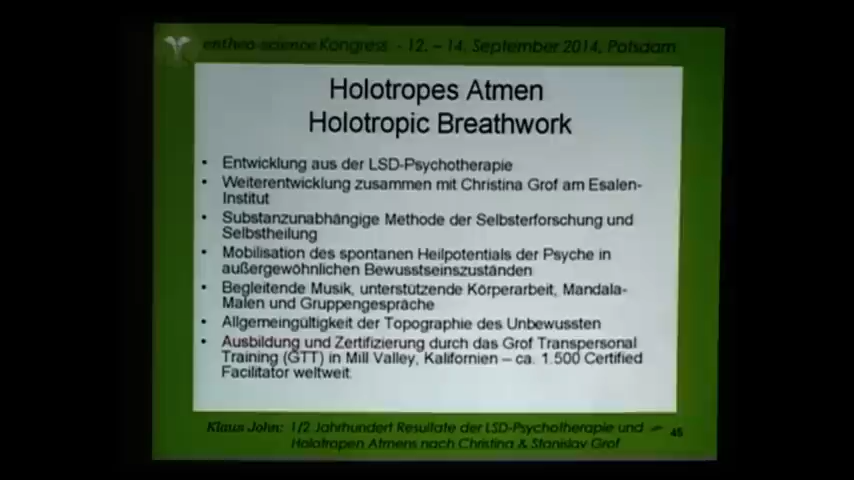 enthea-science Kongress - 12. – 14. September 2014, Potsdam
Holotropes Atmen
Holotropic Breathwork
• Entwicklung aus der LSD-Psychotherapie
• Weiterentwicklung zusammen mit Christina Grof am Esalen-
Institut
• Substanzunabhängige Methode der Selbsterforschung und
Selbstheilung
• Mobilisation des spontanen Heilpotentials der Psyche in
außergewöhnlichen Bewusstseinszuständen
• Begleitende Musik, unterstützende Körperarbeit, Mandala-
Malen und Gruppengespräche
• Allgemeingültigkeit der Topographie des Unbewussten
• Ausbildung und Zertifizierung durch das Grof Transpersonal
Training (GTT) in Mill Valley, Kalifornien – ca. 1.500 Certified
Facilitator weltweit.
Klaus John: 1/2 Jahrhundert Resultate der LSD-Psychotherapie und
Holotropen Atmens nach Christina & Stanislav Grof
45